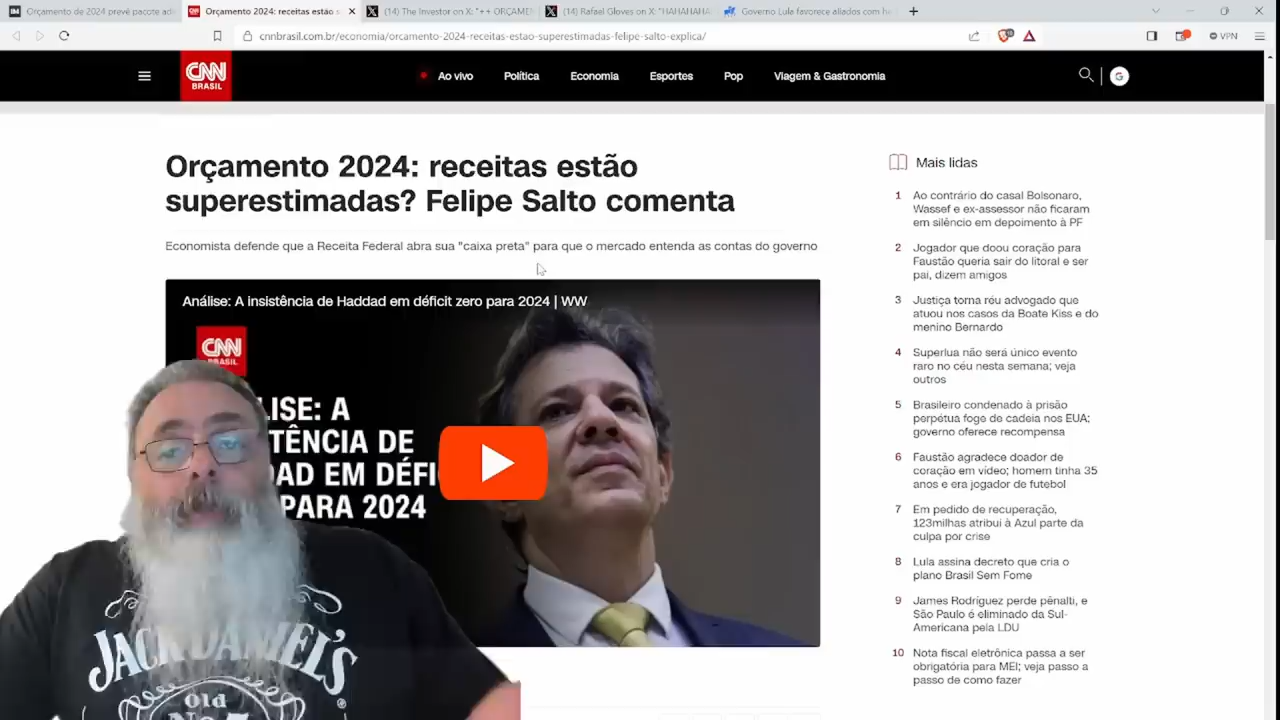 Orçamento de 2024 prevê pacote adi
Orçamento 2024: receitas estão s
(14) The Investor on X: "++ ORÇAMEN
(14) Rafael Gloves on X: "HAHAHAHA
Governo Lula favorece aliados com
cnnbrasil.com.br/economia/orcamento-2024-receitas-estao-superestimadas-felipe-salto-explica/
VPN
CNN
BRASIL
Ao vivo
Política
Economia
Esportes
Pop
Viagem & Gastronomia
G
Orçamento 2024: receitas estão
superestimadas? Felipe Salto comenta
Economista defende que a Receita Federal abra sua "caixa preta" para que o mercado entenda as contas do governo
Análise: A insistência de Haddad em déficit zero para 2024 | WW
CNN
BRASIL
LISE: A
TÊNCIA DE
DAD EM DÉFI
PARA 2024
JACK DANIEL'S
Old
No. 7
Mais lidas
1 Ao contrário do casal Bolsonaro,
Wassef e ex-assessor não ficaram
em silêncio em depoimento à PF
2 Jogador que doou coração para
Faustão queria sair do litoral e ser
pai, dizem amigos
3 Justiça torna réu advogado que
atuou nos casos da Boate Kiss e do
menino Bernardo
4 Superlua não será único evento
raro no céu nesta semana; veja
outros
5 Brasileiro condenado à prisão
perpétua foge de cadeia nos EUA;
governo oferece recompensa
6 Faustão agradece doador de
coração em vídeo; homem tinha 35
anos e era jogador de futebol
7 Em pedido de recuperação,
123milhas atribui à Azul parte da
culpa por crise
8 Lula assina decreto que cria o
plano Brasil Sem Fome
9 James Rodríguez perde pênalti, e
São Paulo é eliminado da Sul-
Americana pela LDU
10 Nota fiscal eletrônica passa a ser
obrigatória para MEI; veja passo a
passo de como fazer